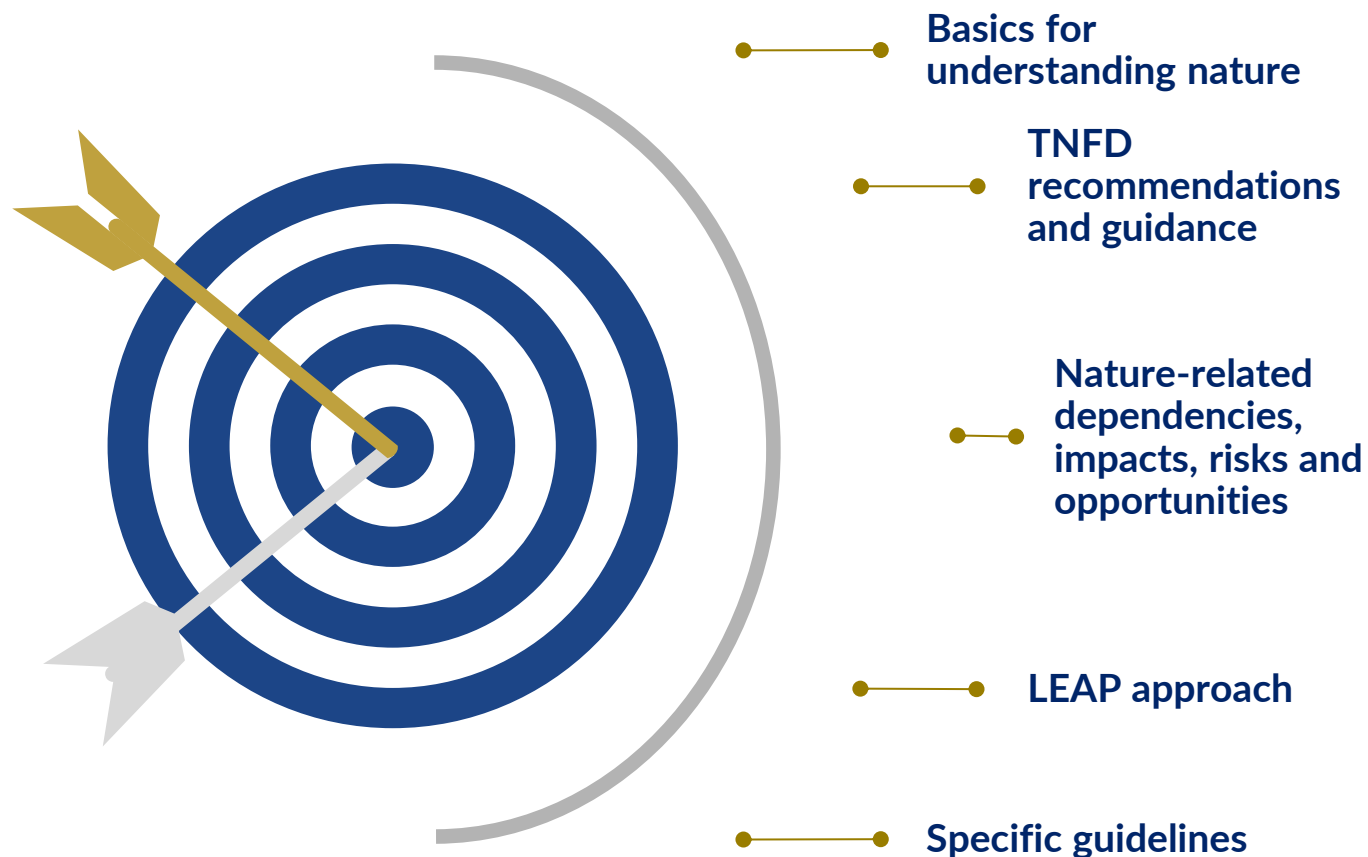 Basics for
understanding nature
TNFD
recommendations
and guidance
Nature-related
dependencies,
impacts, risks and
opportunities
LEAP approach
Specific guidelines